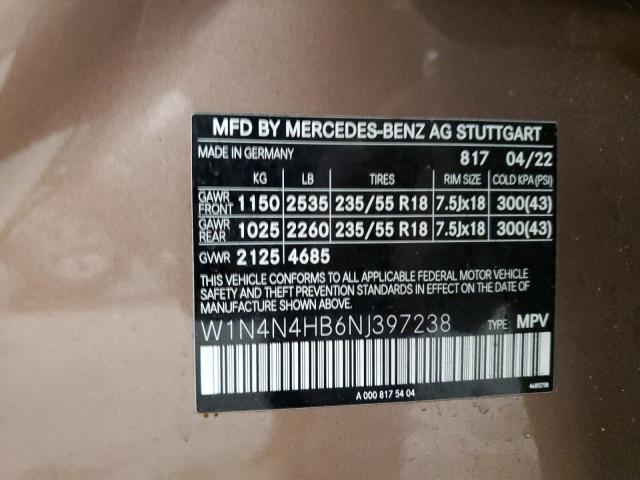 MFD BY MERCEDES-BENZ AG STUTTGART
MADE IN GERMANY 817 04/22
KG LB TIRES RIM SIZE COLD KPA(PSI)
GAWR FRONT 1150 2535 235/55 R18 7.5Jx18 300(43)
GAWR REAR 1025 2260 235/55 R18 7.5Jx18 300(43)
GVWR 2125 4685
THIS VEHICLE CONFORMS TO ALL APPLICABLE FEDERAL MOTOR VEHICLE
SAFETY AND THEFT PREVENTION STANDARDS IN EFFECT ON THE DATE OF
MANUFACTURE SHOWN ABOVE.
W1N4N4HB6NJ397238 TYPE: MPV
4685758
A 000 817 54 04